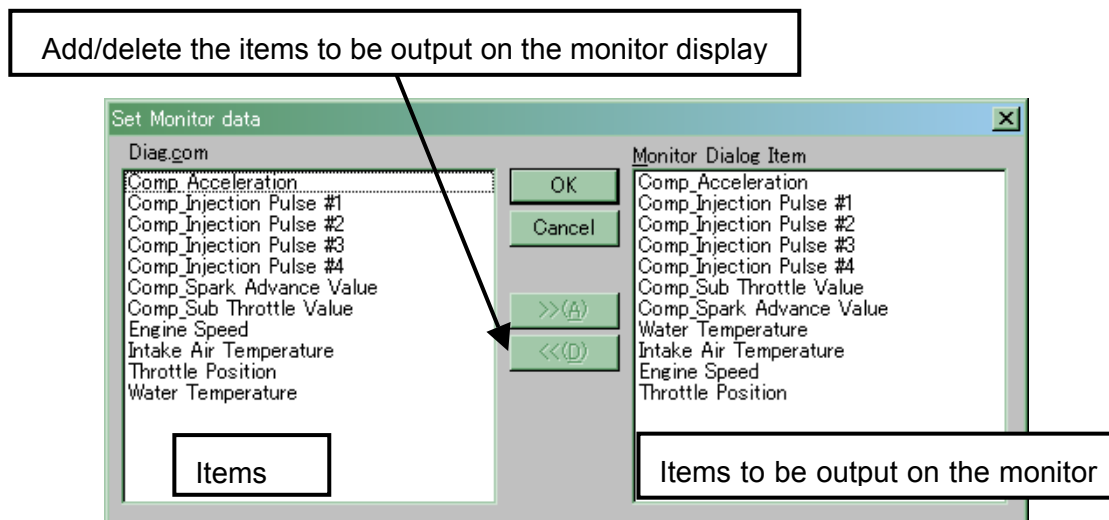 Add/delete the items to be output on the monitor display
Set Monitor data
Diag.com
Comp_Acceleration
Comp_Injection Pulse #1
Comp_Injection Pulse #2
Comp_Injection Pulse #3
Comp_Injection Pulse #4
Comp_Spark Advance Value
Comp_Sub Throttle Value
Engine Speed
Intake Air Temperature
Throttle Position
Water Temperature
Items
OK
Cancel
>>(A)
<<(D)
Monitor Dialog Item
Comp_Acceleration
Comp_Injection Pulse #1
Comp_Injection Pulse #2
Comp_Injection Pulse #3
Comp_Injection Pulse #4
Comp_Sub Throttle Value
Comp_Spark Advance Value
Water Temperature
Intake Air Temperature
Engine Speed
Throttle Position
Items to be output on the monitor